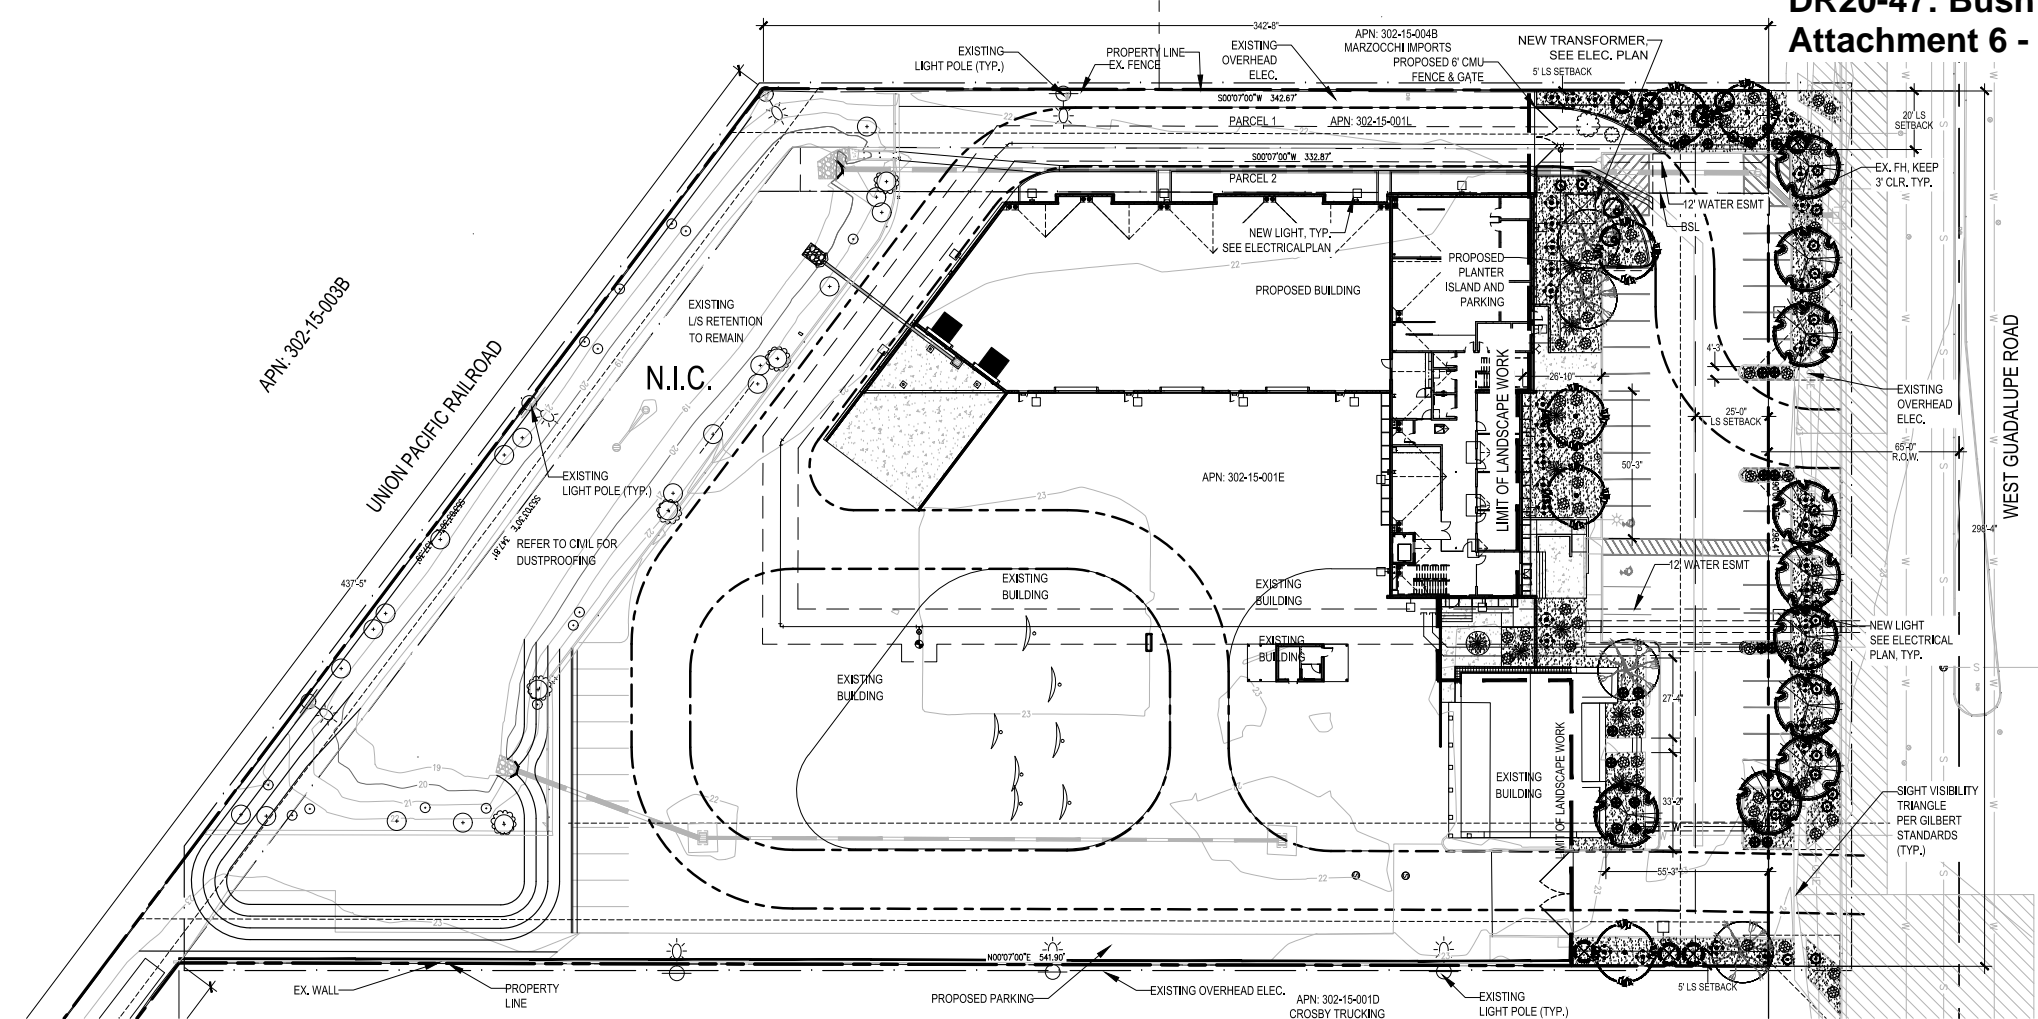 DR20-47: Bush
Attachment 6 -
342'-8"
APN: 302-15-004B
MARZOCCHI IMPORTS
PROPOSED 6' CMU
FENCE & GATE
NEW TRANSFORMER,
SEE ELEC. PLAN
5' LS SETBACK
EXISTING
LIGHT POLE (TYP.)
PROPERTY LINE
EX. FENCE
EXISTING
OVERHEAD
ELEC.
S00°07'00"W 342.67'
PARCEL 1
APN: 302-15-001L
S00°07'00"W 332.87'
PARCEL 2
20' LS
SETBACK
EX. FH, KEEP
3' CLR. TYP.
12' WATER ESMT
BSL
NEW LIGHT, TYP.
SEE ELECTRICALPLAN
PROPOSED
PLANTER
ISLAND AND
PARKING
PROPOSED BUILDING
APN: 302-15-003B
UNION PACIFIC RAILROAD
EXISTING
L/S RETENTION
TO REMAIN
N.I.C.
LIMIT OF LANDSCAPE WORK
26'-10"
4'-3"
EXISTING
OVERHEAD
ELEC.
25'-0"
LS SETBACK
65'-0"
R.O.W.
WEST GUADALUPE ROAD
50'-3"
298'-4"
298.41'
EXISTING
LIGHT POLE (TYP.)
APN: 302-15-001E
S53°03'50"E 347.81'
REFER TO CIVIL FOR
DUSTPROOFING
437'-5"
12' WATER ESMT
EXISTING
BUILDING
EXISTING
BUILDING
EXISTING
BUILDING
EXISTING
BUILDING
NEW LIGHT
SEE ELECTRICAL
PLAN, TYP.
27'-4"
EXISTING
BUILDING
LIMIT OF LANDSCAPE WORK
33'-2"
SIGHT VISIBILITY
TRIANGLE
PER GILBERT
STANDARDS
(TYP.)
55'-3"
N00°07'00"E 541.90'
EX. WALL
PROPERTY
LINE
PROPOSED PARKING
EXISTING OVERHEAD ELEC.
APN: 302-15-001D
CROSBY TRUCKING
EXISTING
LIGHT POLE (TYP.)
5' LS SETBACK